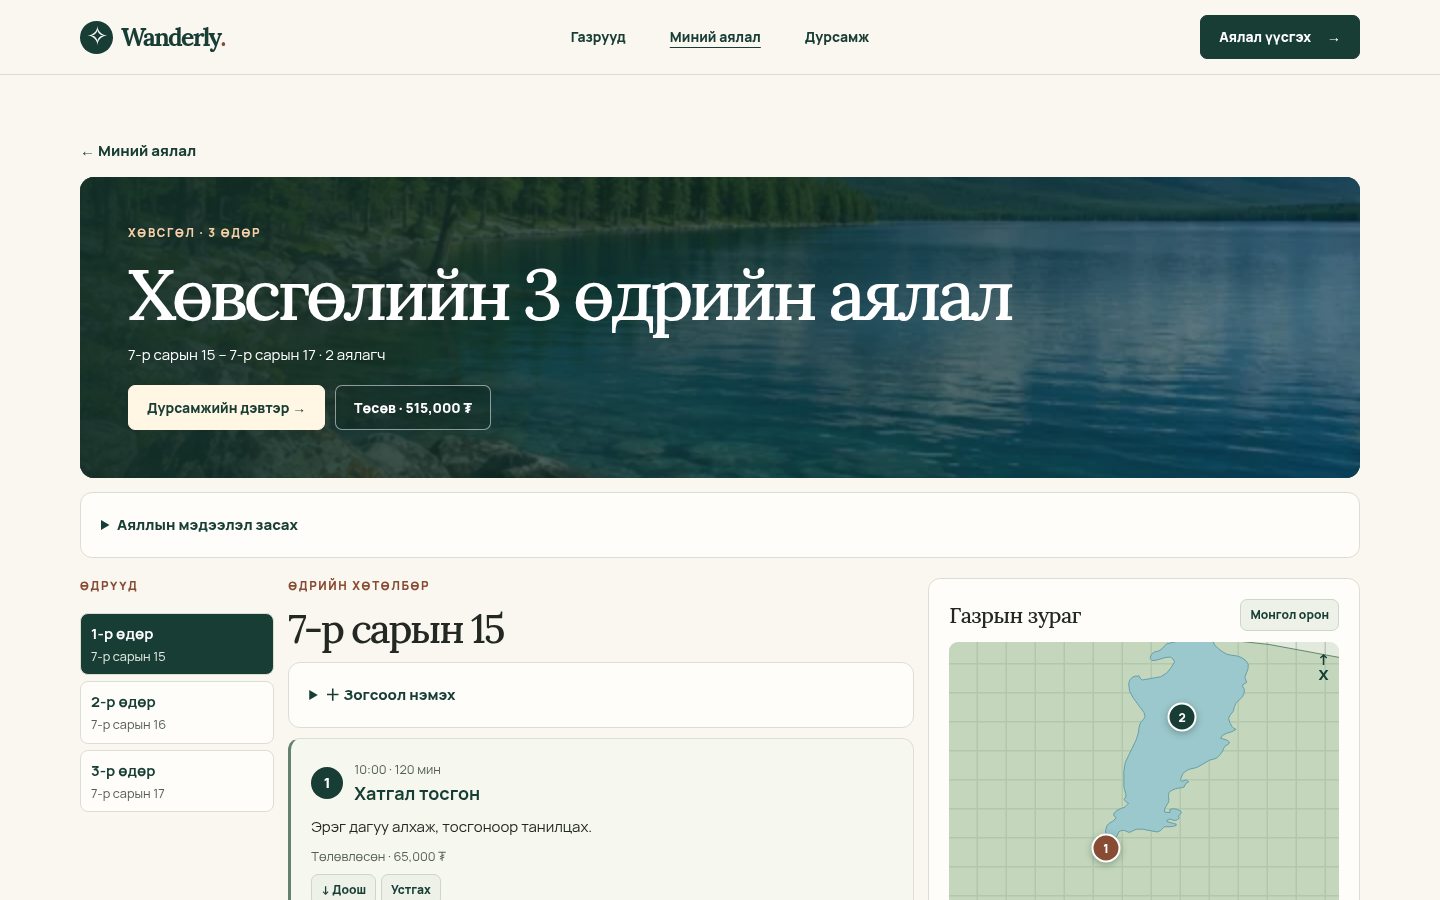 Wanderly.
Газрууд
Миний аялал
Дурсамж
Аялал үүсгэх →
← Миний аялал
ХӨВСГӨЛ · 3 ӨДӨР
Хөвсгөлийн 3 өдрийн аялал
7-р сарын 15 – 7-р сарын 17 · 2 аялагч
Дурсамжийн дэвтэр →
Төсөв · 515,000 ₮
▶ Аяллын мэдээлэл засах
ӨДРҮҮД
1-р өдөр
7-р сарын 15
2-р өдөр
7-р сарын 16
3-р өдөр
7-р сарын 17
ӨДРИЙН ХӨТӨЛБӨР
7-р сарын 15
▶ + Зогсоол нэмэх
1
10:00 · 120 мин
Хатгал тосгон
Эрэг дагуу алхаж, тосгоноор танилцах.
Төлөвлөсөн · 65,000 ₮
↓ Доош
Устгах
Газрын зураг
Монгол орон
↑
Х
2
1